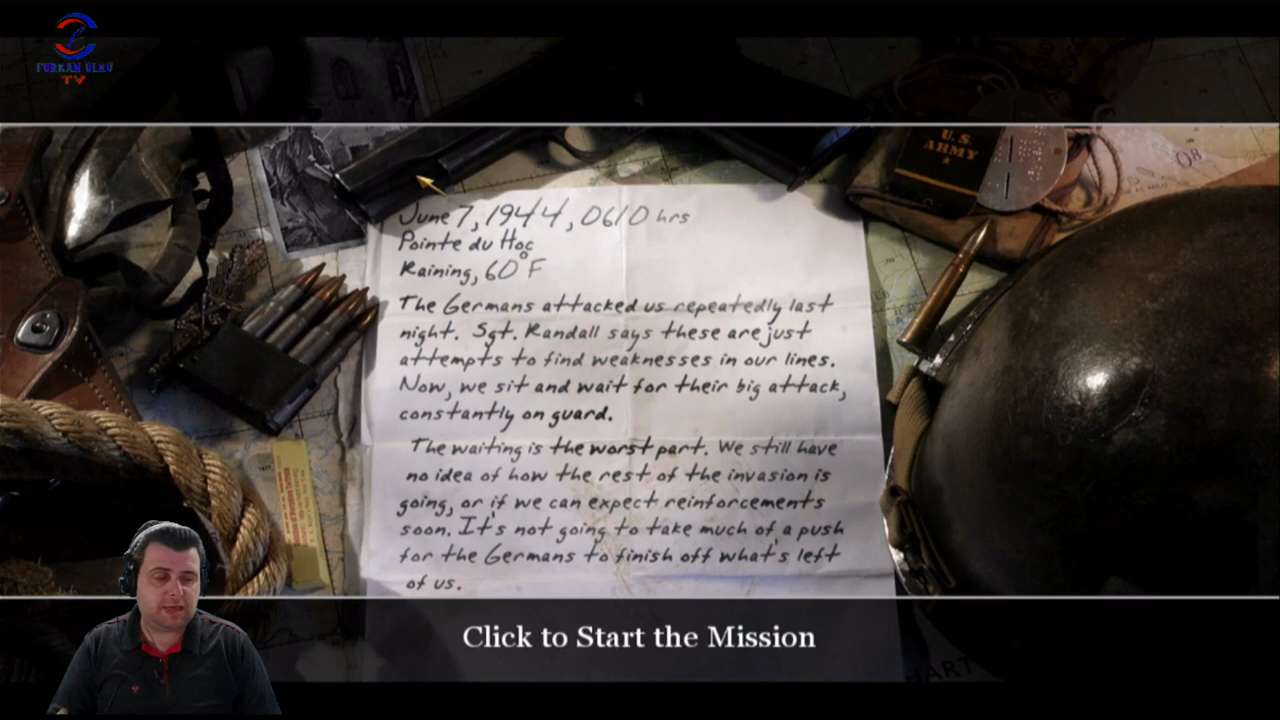 FURKAN ÜLKÜ
TV
U.S.
ARMY
June 7, 1944, 0610 hrs
Pointe du Hoc
Raining, 60°F
The Germans attacked us repeatedly last
night. Sgt. Randall says these are just
attempts to find weaknesses in our lines.
Now, we sit and wait for their big attack,
constantly on guard.
The waiting is the worst part. We still have
no idea of how the rest of the invasion is
going, or if we can expect reinforcements
soon. It's not going to take much of a push
for the Germans to finish off what's left
of us.
Click to Start the Mission